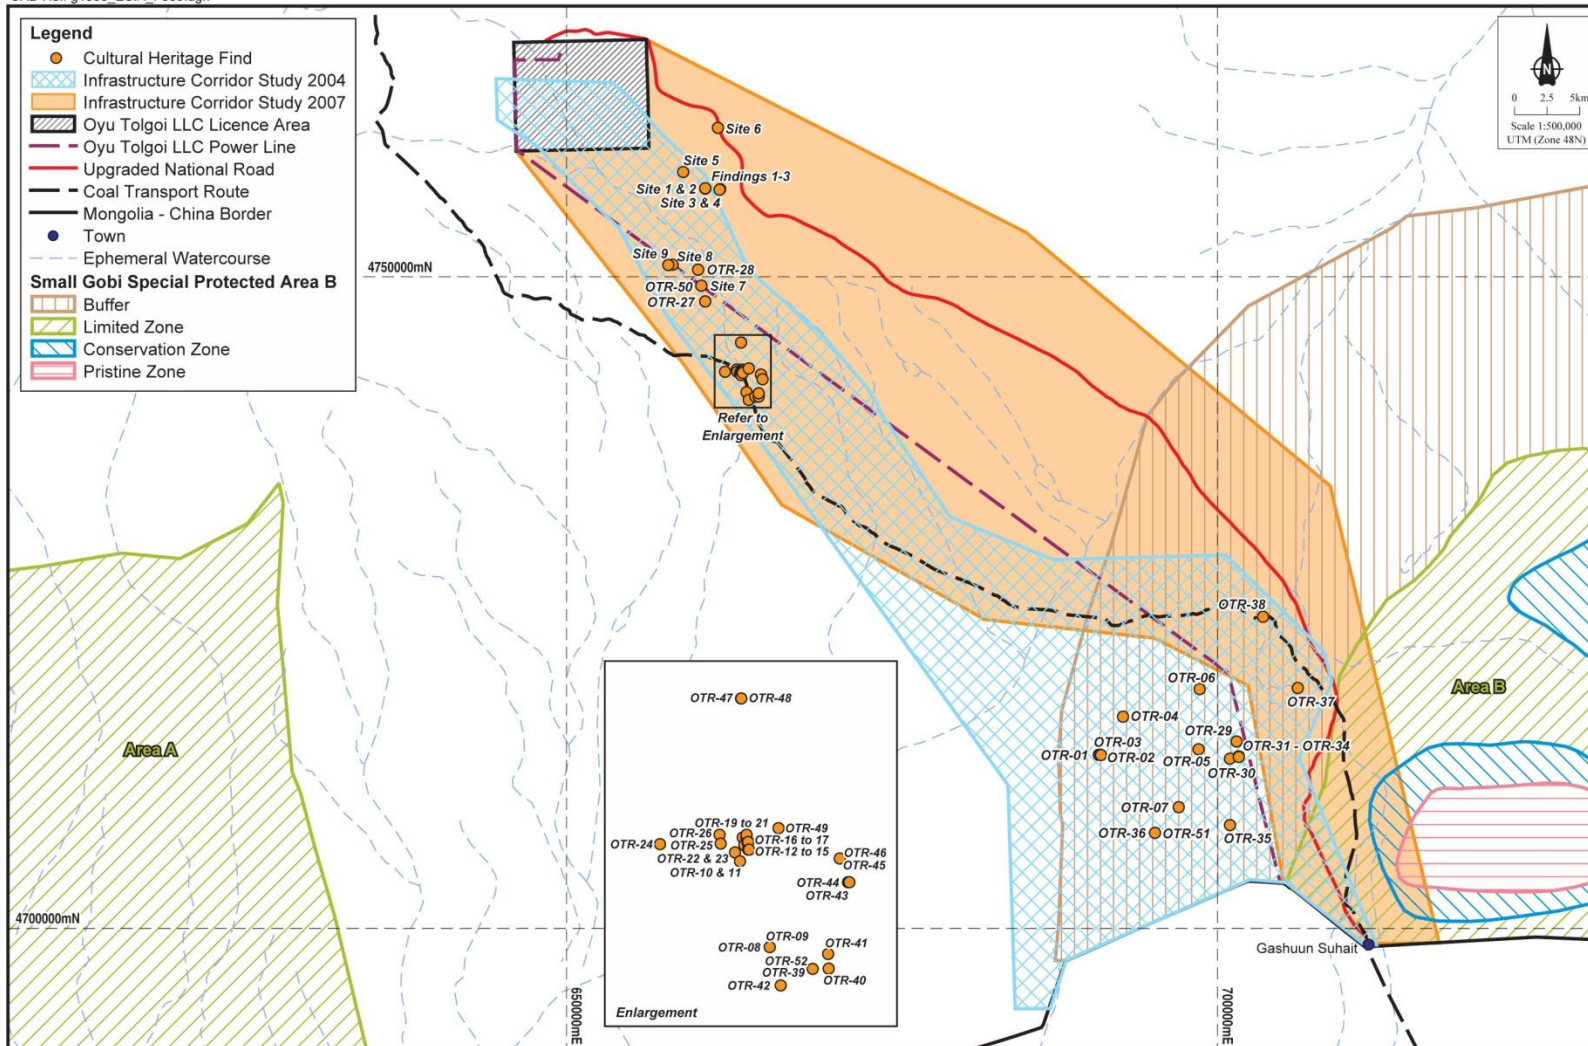 Legend
Cultural Heritage Find
Infrastructure Corridor Study 2004
Infrastructure Corridor Study 2007
Oyu Tolgoi LLC Licence Area
Oyu Tolgoi LLC Power Line
Upgraded National Road
Coal Transport Route
Mongolia - China Border
Town
Ephemeral Watercourse
Small Gobi Special Protected Area B
Buffer
Limited Zone
Conservation Zone
Pristine Zone
N
0 2.5 5km
Scale 1:500,000
UTM (Zone 48N)
Site 6
Site 5
Site 1 & 2
Findings 1-3
Site 3 & 4
Site 9
Site 8
OTR-28
OTR-50
Site 7
OTR-27
4750000mN
Refer to
Enlargement
OTR-38
OTR-06
OTR-37
OTR-04
OTR-29
OTR-03
OTR-31 - OTR-34
OTR-01
OTR-02
OTR-05
OTR-30
OTR-07
OTR-36
OTR-51
OTR-35
Area A
Area B
4700000mN
Gashuun Suhait
650000mE
700000mE
OTR-47
OTR-48
OTR-19 to 21
OTR-49
OTR-26
OTR-16 to 17
OTR-24
OTR-25
OTR-12 to 15
OTR-22 & 23
OTR-46
OTR-10 & 11
OTR-45
OTR-44
OTR-43
OTR-09
OTR-08
OTR-41
OTR-52
OTR-39
OTR-40
OTR-42
Enlargement